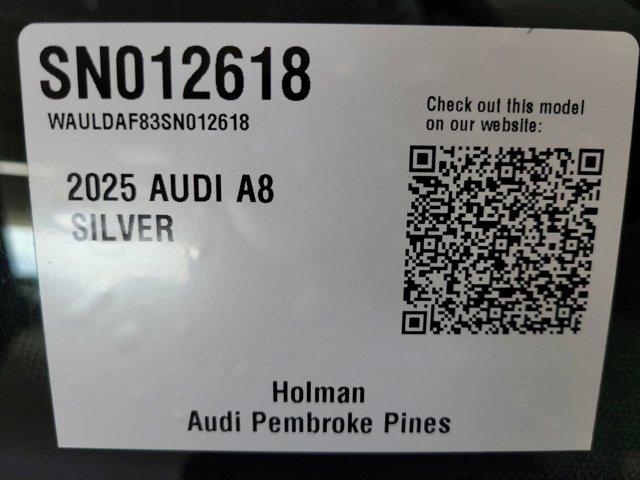 SN012618
WAULDAF83SN012618
Check out this model
on our website:
2025 AUDI A8
SILVER
Holman
Audi Pembroke Pines